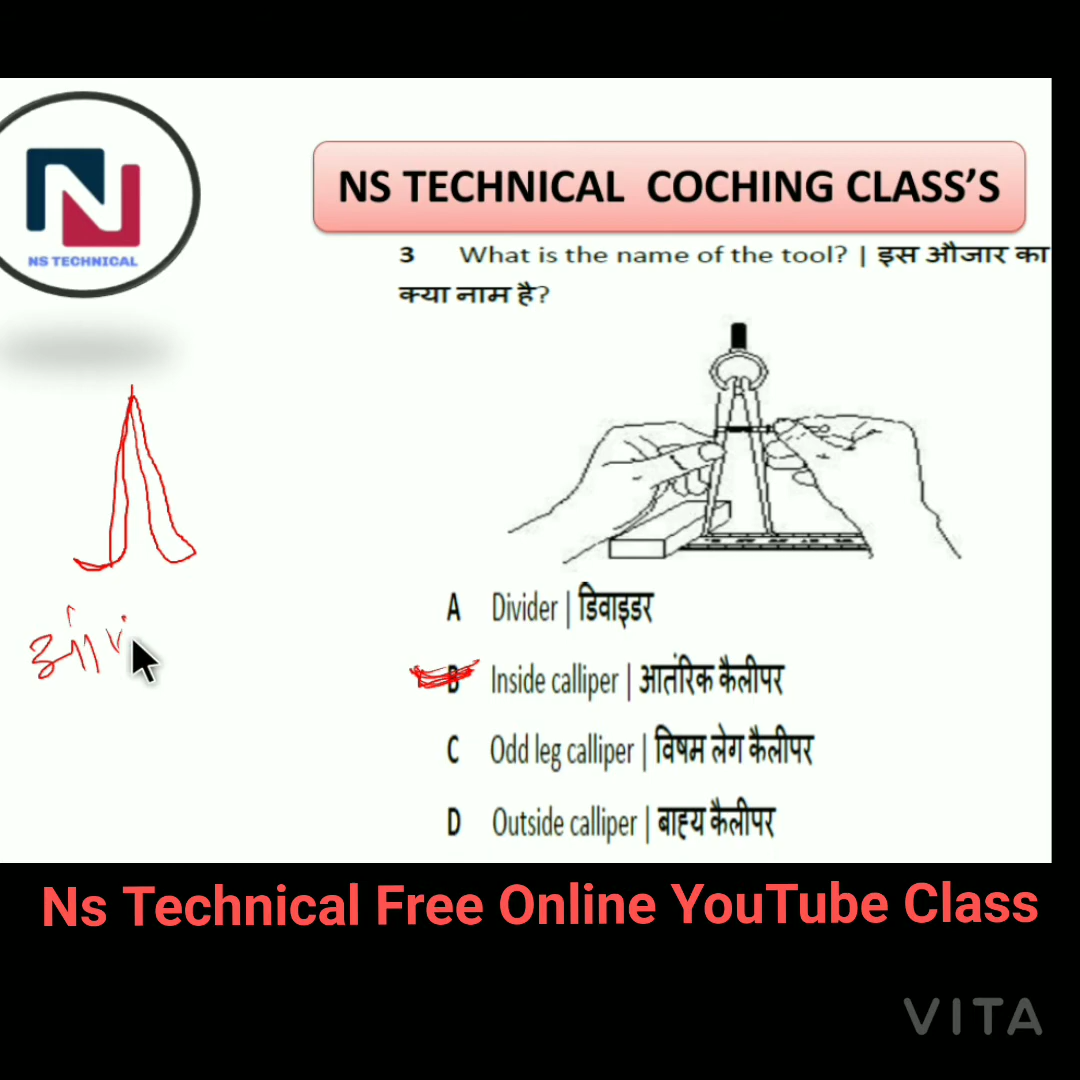 NS TECHNICAL COCHING CLASS’S
NS TECHNICAL
3 What is the name of the tool? | इस औजार का
क्या नाम है?
A Divider | डिवाइडर
B Inside calliper | आतंरिक कैलीपर
C Odd leg calliper | विषम लेग कैलीपर
D Outside calliper | बाह्य कैलीपर
Ns Technical Free Online YouTube Class
VITA